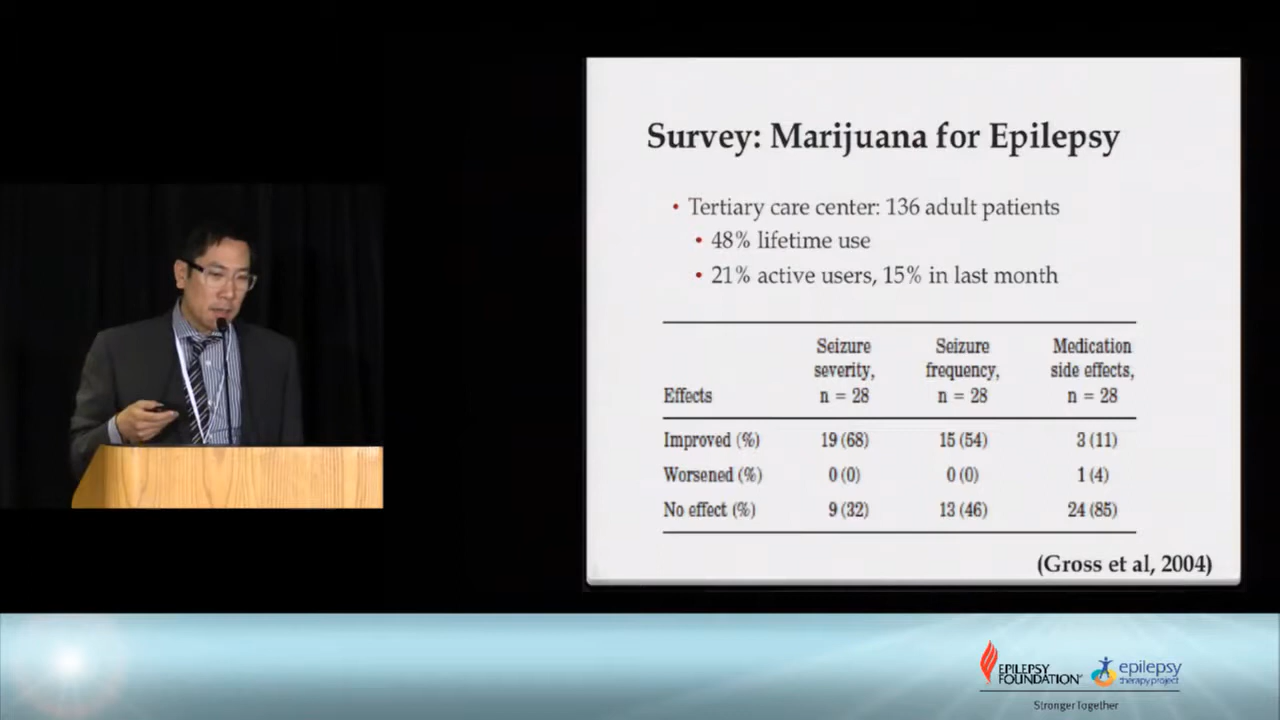 Survey: Marijuana for Epilepsy
• Tertiary care center: 136 adult patients
• 48% lifetime use
• 21% active users, 15% in last month
Effects Seizure severity, n = 28 Seizure frequency, n = 28 Medication side effects, n = 28
Improved (%) 19 (68) 15 (54) 3 (11)
Worsened (%) 0 (0) 0 (0) 1 (4)
No effect (%) 9 (32) 13 (46) 24 (85)
(Gross et al, 2004)
EPILEPSY
FOUNDATION
epilepsy
therapy project
Stronger Together